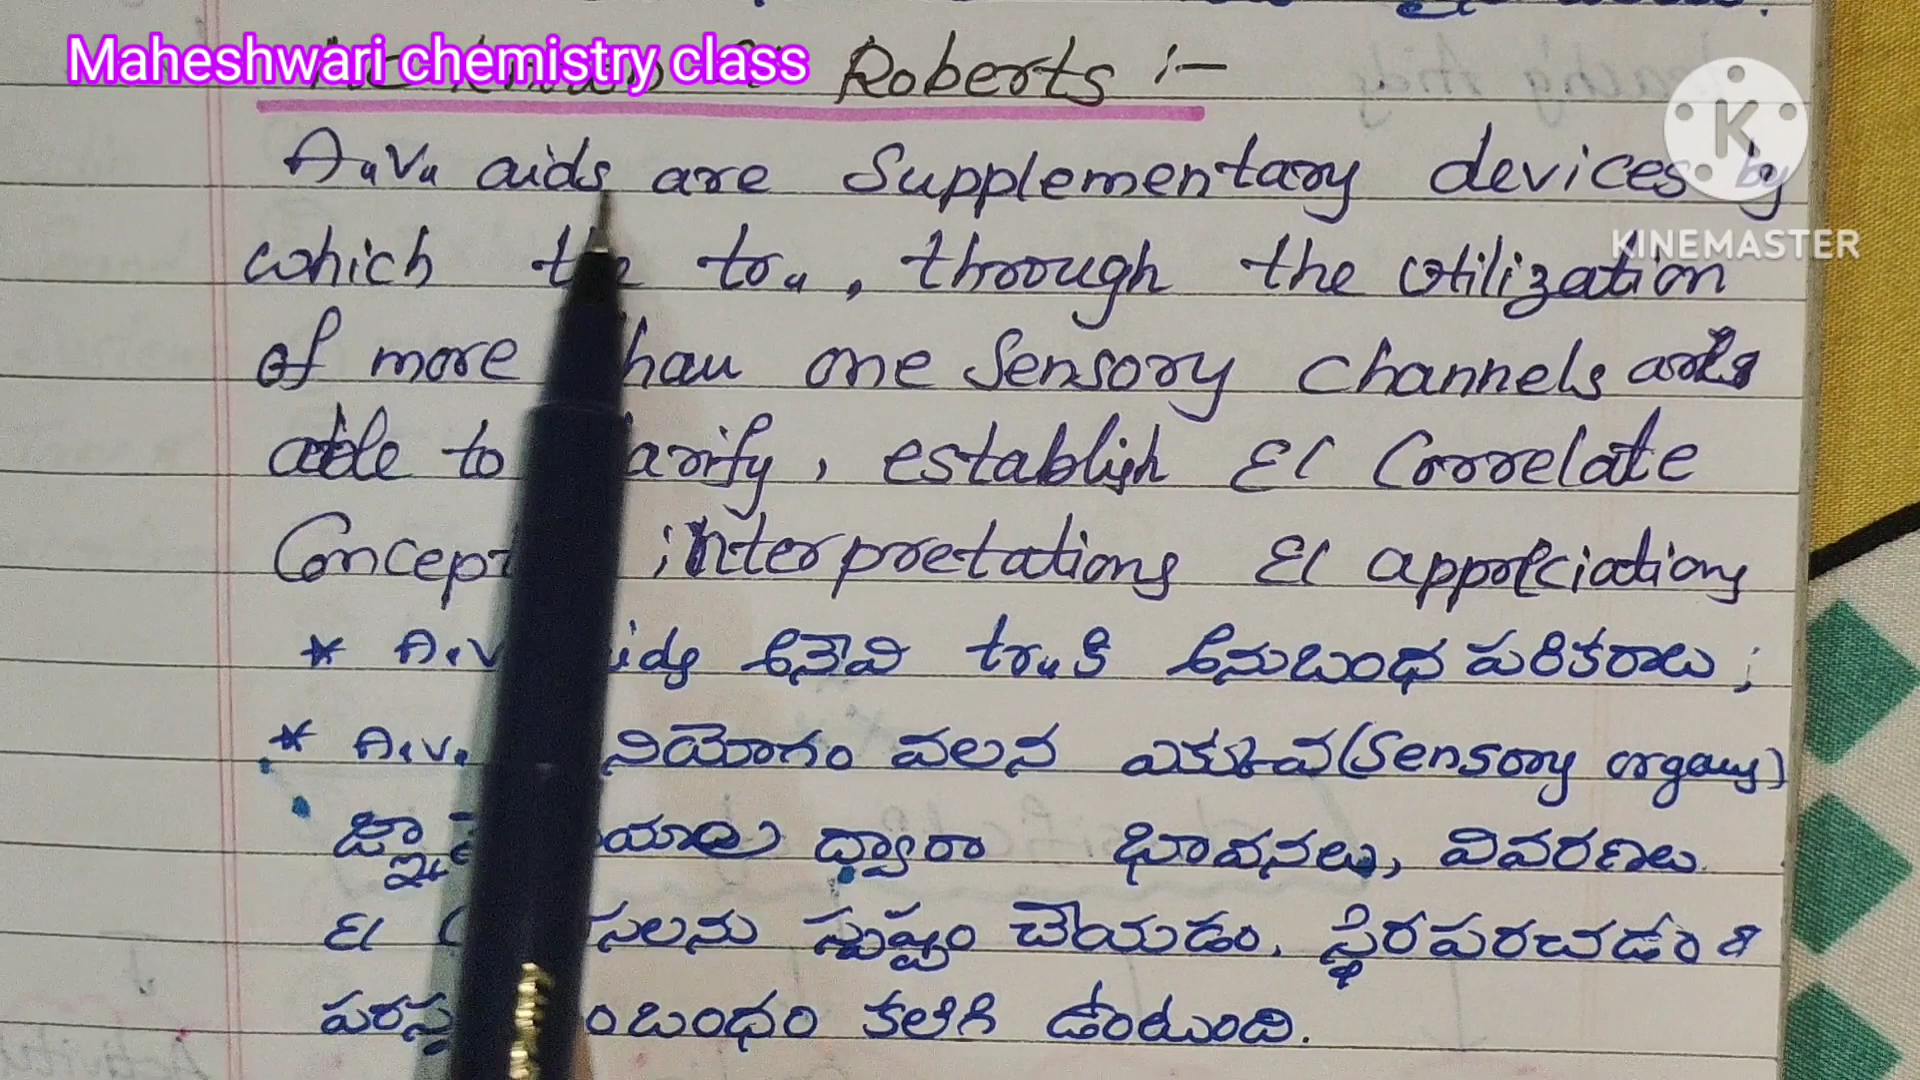 Maheshwari chemistry class
Roberts :-
A.V. aids are Supplementary devices by
K
KINEMASTER
which the tr., through the utilization
of more than one Sensory channels
able to clarify, establish & Correlate
Concept interpretations & appreciations
* A.V. aids అనేవి tr.కి అనుబంధ పరికరాలు ;
* A.V. నియోగం వలన ఎక్కువ (Sensory organs)
ద్వారా భావనలు, వివరణలు
& స్పష్టం చేయడం. స్థిరపరచడం &
సంబంధం కలిగి ఉంటుంది.